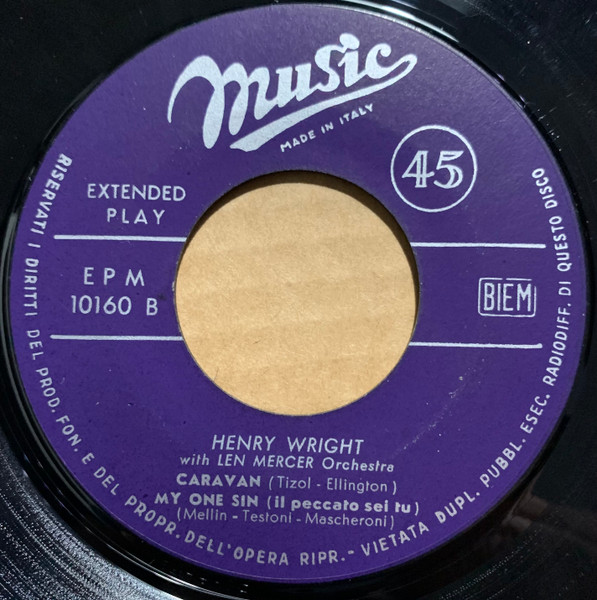 Music
MADE IN ITALY
45
EXTENDED
PLAY
EPM
10160 B
BIEM
HENRY WRIGHT
with LEN MERCER Orchestra
CARAVAN (Tizol - Ellington)
MY ONE SIN (il peccato sei tu)
(Mellin - Testoni - Mascheroni)
RISERVATI I DIRITTI DEL PROD. FON. E DEL PROPR. DELL'OPERA RIPR. - VIETATA DUPL. PUBBL. ESEC. RADIODIFF. DI QUESTO DISCO